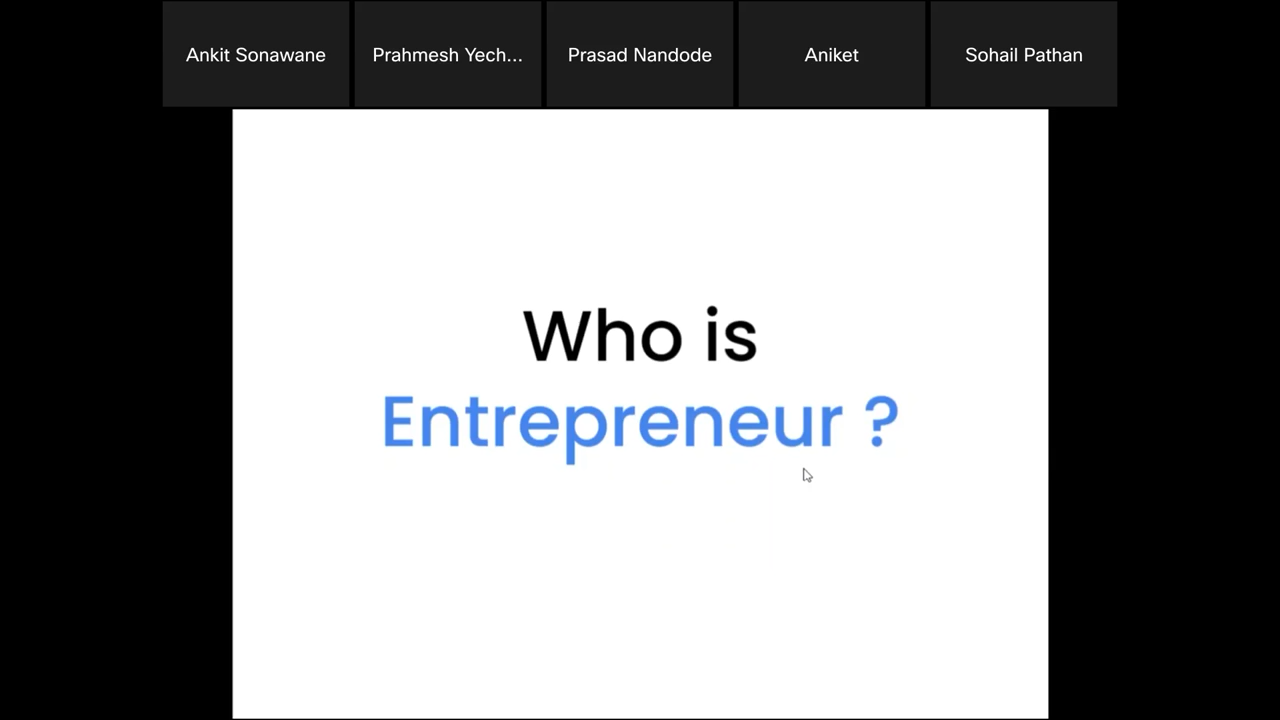 Ankit Sonawane
Prahmesh Yech...
Prasad Nandode
Aniket
Sohail Pathan
Who is
Entrepreneur ?